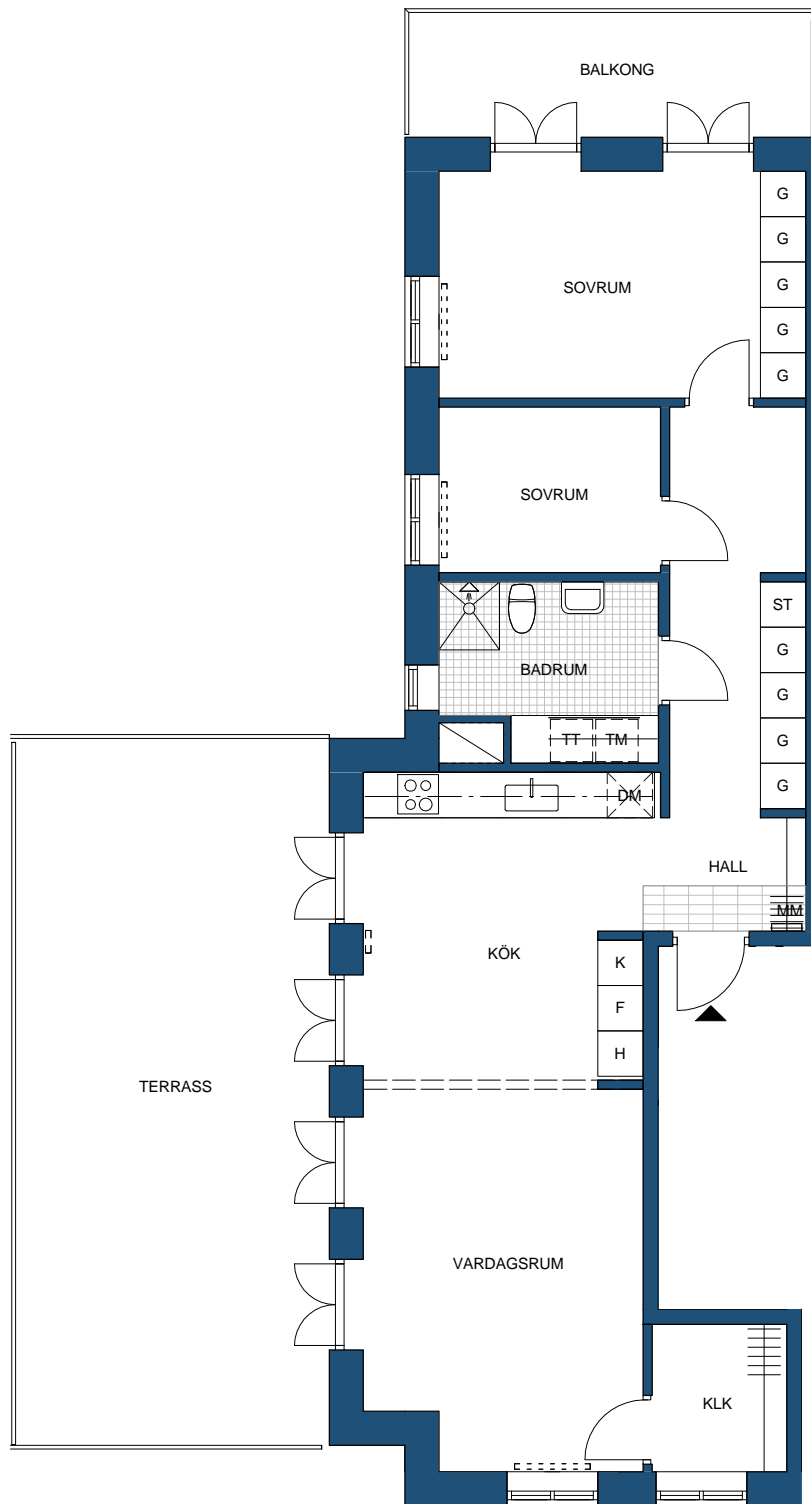 BALKONG
G
G
SOVRUM
G
G
G
SOVRUM
ST
G
BADRUM
G
TT TM
G
DM
G
HALL
MM
KÖK
K
F
H
TERRASS
VARDAGSRUM
KLK